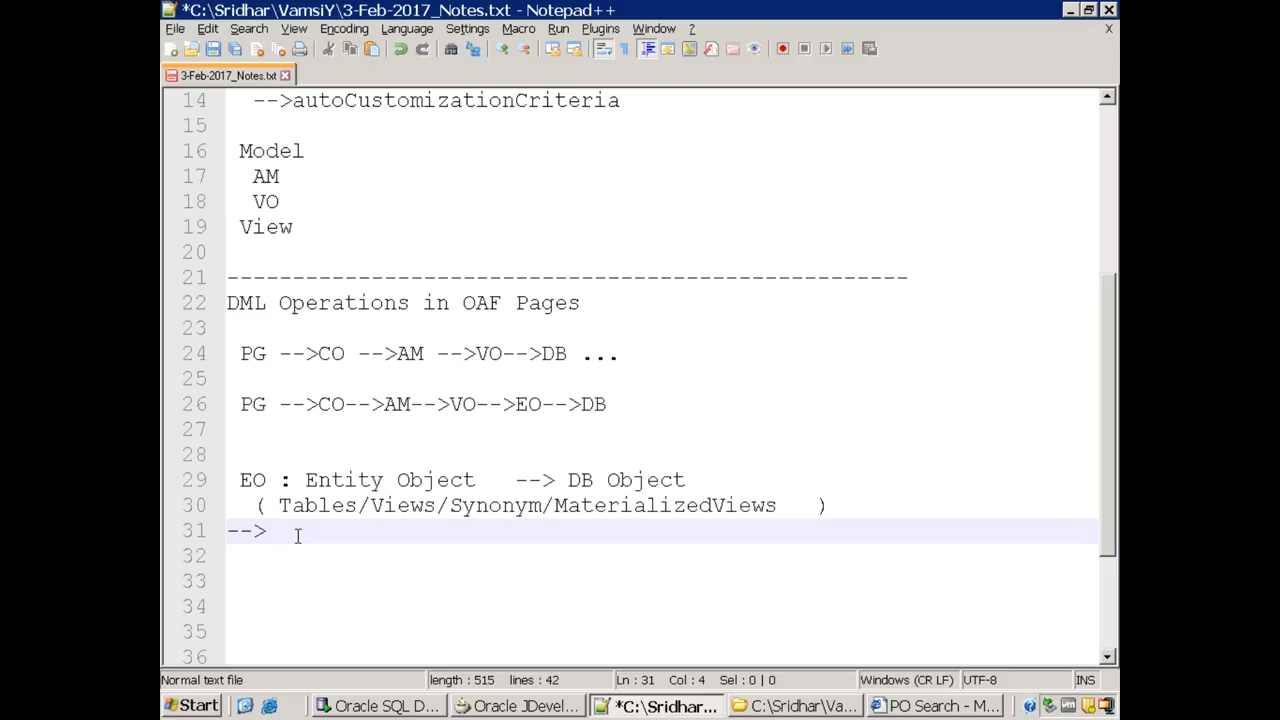 *C:\Sridhar\VamsiY\3-Feb-2017_Notes.txt - Notepad++
File Edit Search View Encoding Language Settings Macro Run Plugins Window ? X
3-Feb-2017_Notes.txt
14 -->autoCustomizationCriteria
15
16 Model
17 AM
18 VO
19 View
20
21 ----------------------------------------------------
22 DML Operations in OAF Pages
23
24 PG -->CO -->AM -->VO-->DB ...
25
26 PG -->CO-->AM-->VO-->EO-->DB
27
28
29 EO : Entity Object --> DB Object
30 ( Tables/Views/Synonym/MaterializedViews )
31 -->
32
33
34
35
36
Normal text file length : 515 lines : 42 Ln : 31 Col : 4 Sel : 0 | 0 Windows (CR LF) UTF-8 INS
Start Oracle SQL D... Oracle JDevel... *C:\Sridhar... C:\Sridhar\Va... PO Search - M...